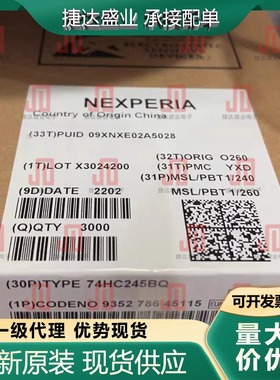 捷达盛业 承接配单
NEXPERIA
Country of Origin China
(33T)PUID 09XNXE02A5028
(1T)LOT X3024200
(32T)ORIG O260
(31T)PMC YXD
(31P)MSL/PBT 1/240
MSL/PBT 1/260
(9D)DATE 2202
(Q)QTY 3000
(30P)TYPE 74HC245BQ
(1P)CODENO 9352 786 45115
可开发票
一级代理 优势现货
全新原装 现货供应